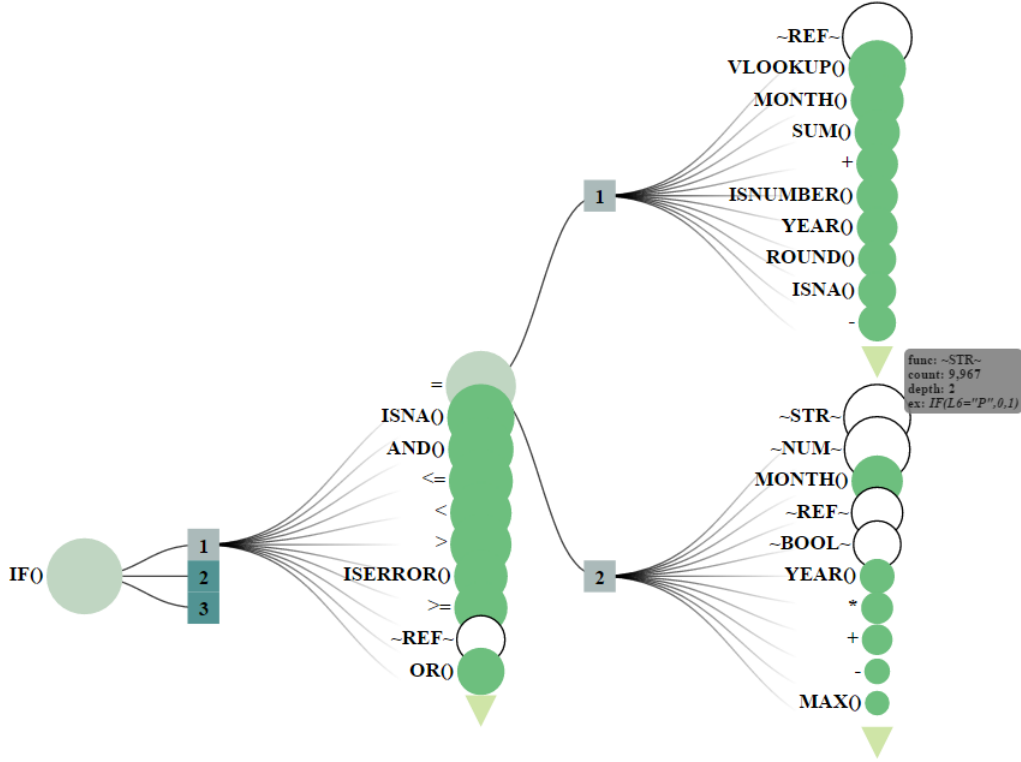 IF()
1
2
3
=
ISNA()
AND()
<=
<
>
ISERROR()
>=
~REF~
OR()
1
2
~REF~
VLOOKUP()
MONTH()
SUM()
+
ISNUMBER()
YEAR()
ROUND()
ISNA()
-
func: ~STR~
count: 9,967
depth: 2
ex: IF(L6="P",0,1)
~STR~
~NUM~
MONTH()
~REF~
~BOOL~
YEAR()
*
+
-
MAX()